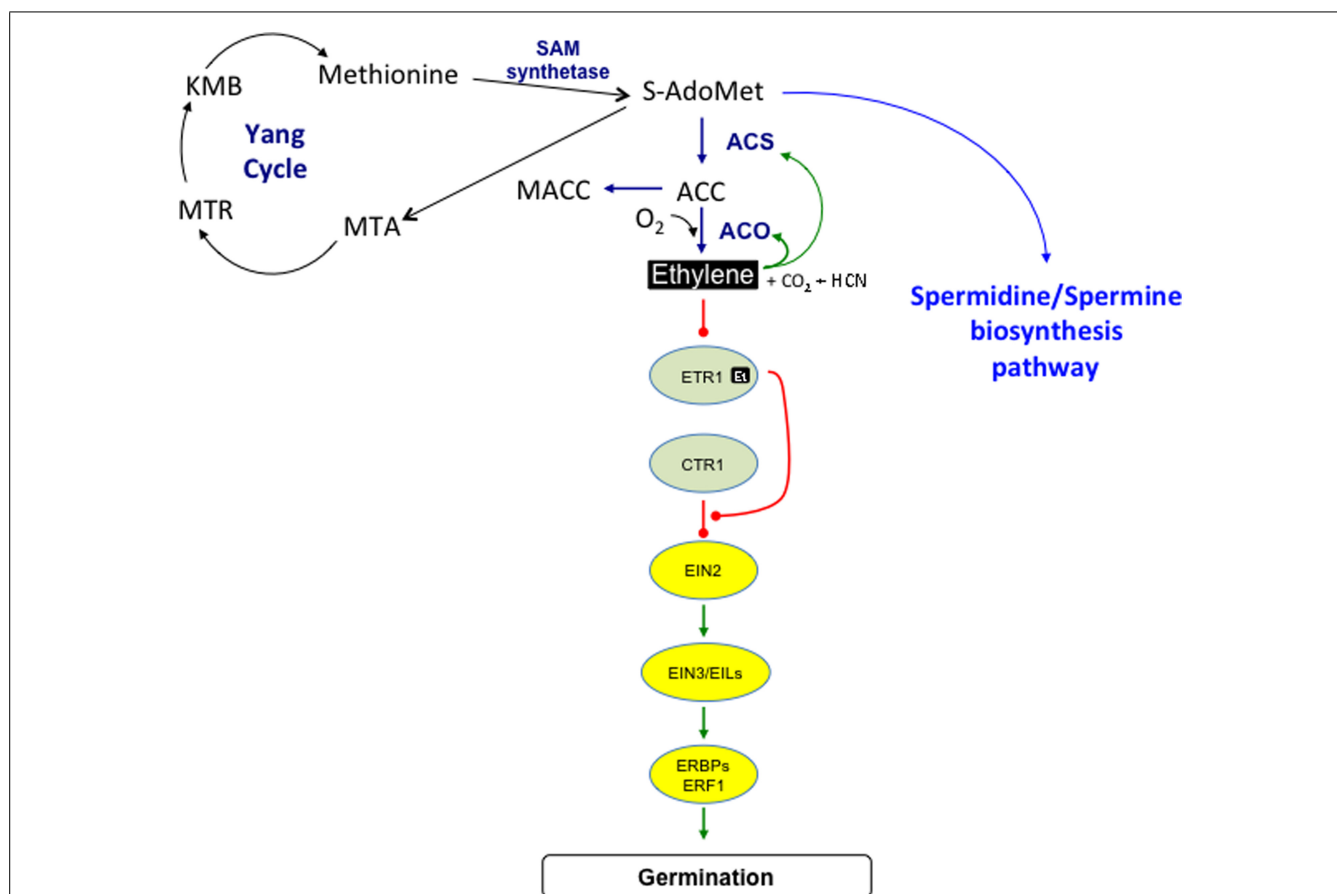 SAM
synthetase
KMB
Methionine
S-AdoMet
Yang
Cycle
ACS
MACC
ACC
MTR
MTA
O₂
ACO
Ethylene
+ CO₂ + HCN
Spermidine/Spermine
biosynthesis
pathway
ETR1 Et
CTR1
EIN2
EIN3/EILs
ERBPs
ERF1
Germination